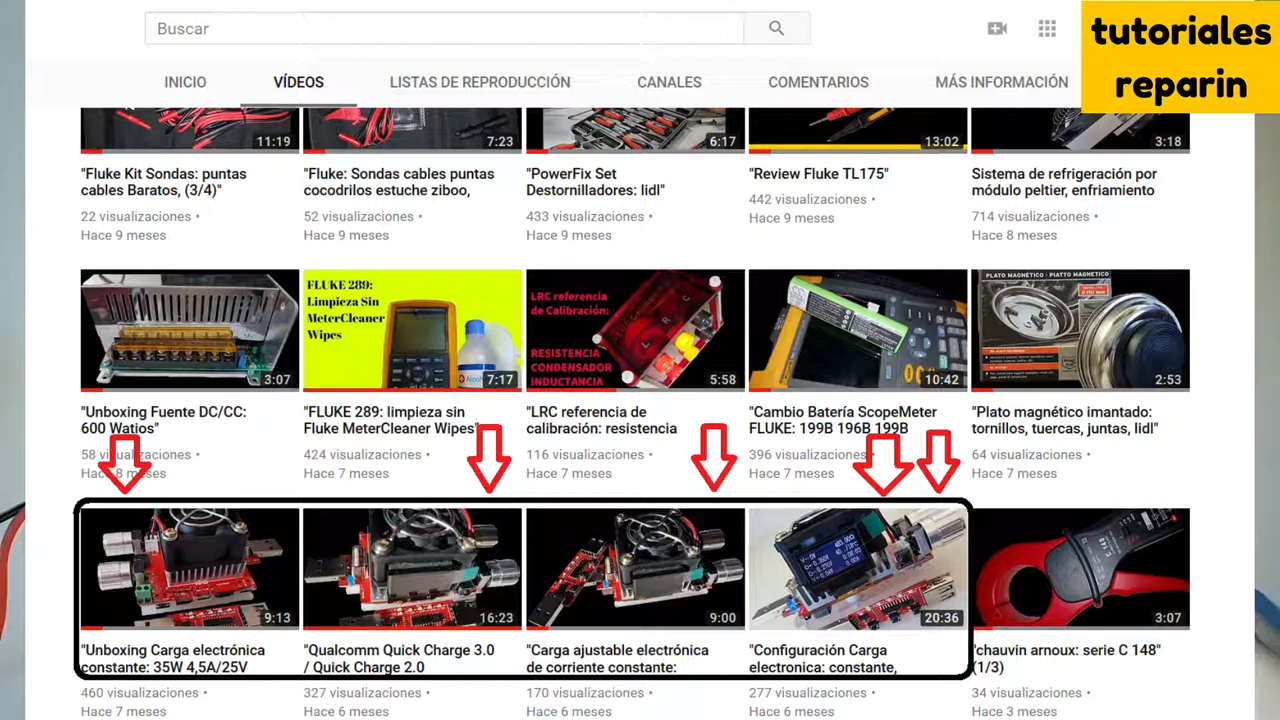 Buscar
tutoriales
reparin
INICIO
VÍDEOS
LISTAS DE REPRODUCCIÓN
CANALES
COMENTARIOS
MÁS INFORMACIÓN
11:19
7:23
6:17
13:02
3:18
"Fluke Kit Sondas: puntas
cables Baratos, (3/4)"
22 visualizaciones •
Hace 9 meses
"Fluke: Sondas cables puntas
cocodrilos estuche ziboo,
52 visualizaciones •
Hace 9 meses
"PowerFix Set
Destornilladores: lidl"
433 visualizaciones •
Hace 9 meses
"Review Fluke TL175"
442 visualizaciones •
Hace 9 meses
Sistema de refrigeración por
módulo peltier, enfriamiento
714 visualizaciones •
Hace 8 meses
3:07
FLUKE 289:
Limpieza Sin
MeterCleaner
Wipes
7:17
LRC referencia
de Calibración:
RESISTENCIA
CONDENSADOR
INDUCTANCIA
5:58
10:42
PLATO MAGNÉTICO - PIATTO MAGNETICO
2:53
"Unboxing Fuente DC/CC:
600 Watios"
58 visualizaciones •
Hace 8 meses
"FLUKE 289: limpieza sin
Fluke MeterCleaner Wipes"
424 visualizaciones •
Hace 7 meses
"LRC referencia de
calibración: resistencia
116 visualizaciones •
Hace 7 meses
"Cambio Batería ScopeMeter
FLUKE: 199B 196B 199B
396 visualizaciones •
Hace 7 meses
"Plato magnético imantado:
tornillos, tuercas, juntas, lidl"
64 visualizaciones •
Hace 7 meses
9:13
16:23
9:00
20:36
C 148
3:07
"Unboxing Carga electrónica
constante: 35W 4,5A/25V
460 visualizaciones •
Hace 7 meses
"Qualcomm Quick Charge 3.0
/ Quick Charge 2.0
327 visualizaciones •
Hace 6 meses
"Carga ajustable electrónica
de corriente constante:
170 visualizaciones •
Hace 6 meses
"Configuración Carga
electronica: constante,
277 visualizaciones •
Hace 6 meses
"chauvin arnoux: serie C 148"
(1/3)
34 visualizaciones •
Hace 3 meses